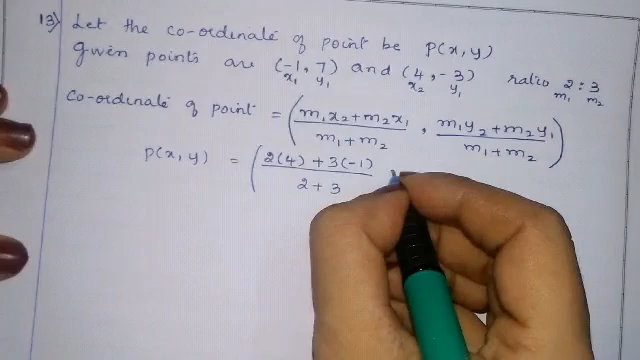 13) Let the co-ordinate of point be P(x, y)
Given points are (-1, 7) and (4, -3) ratio 2 : 3
x₁ y₁ x₂ y₁ m₁ m₂
Co-ordinate of point = ( m₁x₂ + m₂x₁ / m₁ + m₂ , m₁y₂ + m₂y₁ / m₁ + m₂ )
P(x, y) = ( 2(4) + 3(-1) / 2 + 3